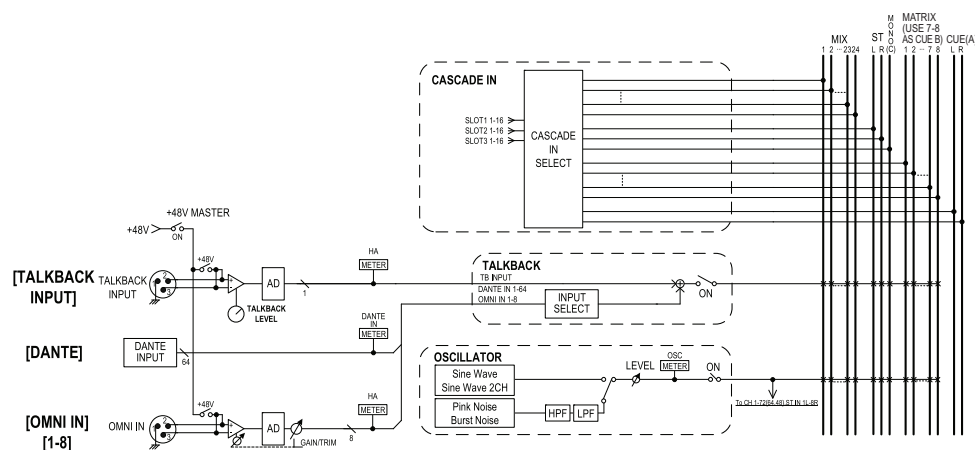 MONO(C)
MATRIX
(USE 7-8
AS CUE B)
MIX
ST
CUE(A)
1 2 ··· 23 24
L R
1 2 ··· 7 8
L R
CASCADE IN
SLOT1 1-16
SLOT2 1-16
SLOT3 1-16
CASCADE
IN
SELECT
+48V MASTER
+48V
ON
[TALKBACK
INPUT]
TALKBACK
INPUT
2
3
+48V
+
-
TALKBACK
LEVEL
AD
1
HA
METER
TALKBACK
TB INPUT
DANTE IN 1-64
OMNI IN 1-8
INPUT
SELECT
ON
[DANTE]
DANTE
INPUT
64
DANTE
IN
METER
OSCILLATOR
Sine Wave
Sine Wave 2CH
Pink Noise
Burst Noise
HPF
LPF
LEVEL
OSC
METER
ON
To CH 1-72(64,48),ST IN 1L-8R
[OMNI IN]
[1-8]
OMNI IN
2
3
+48V
+
-
AD
GAIN/TRIM
8
HA
METER